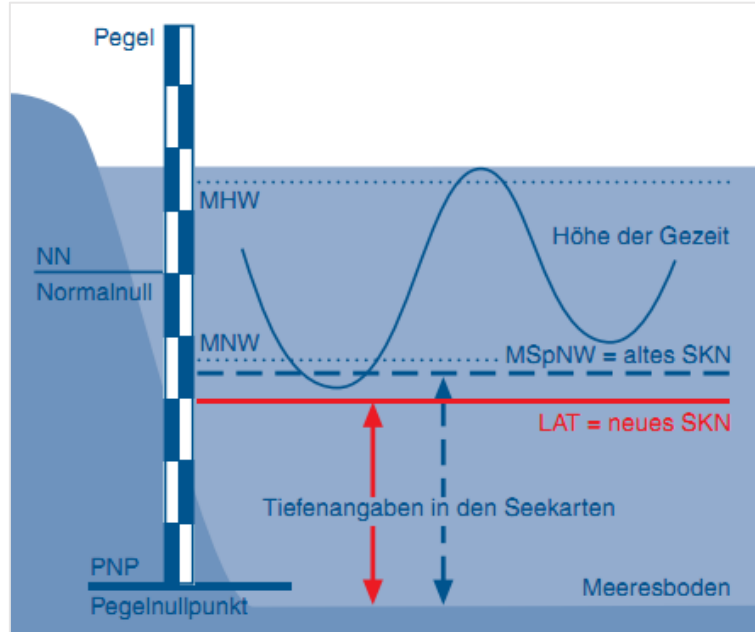 Pegel
MHW
Höhe der Gezeit
NN
Normalnull
MNW
MSpNW = altes SKN
LAT = neues SKN
Tiefenangaben in den Seekarten
PNP
Meeresboden
Pegelnullpunkt